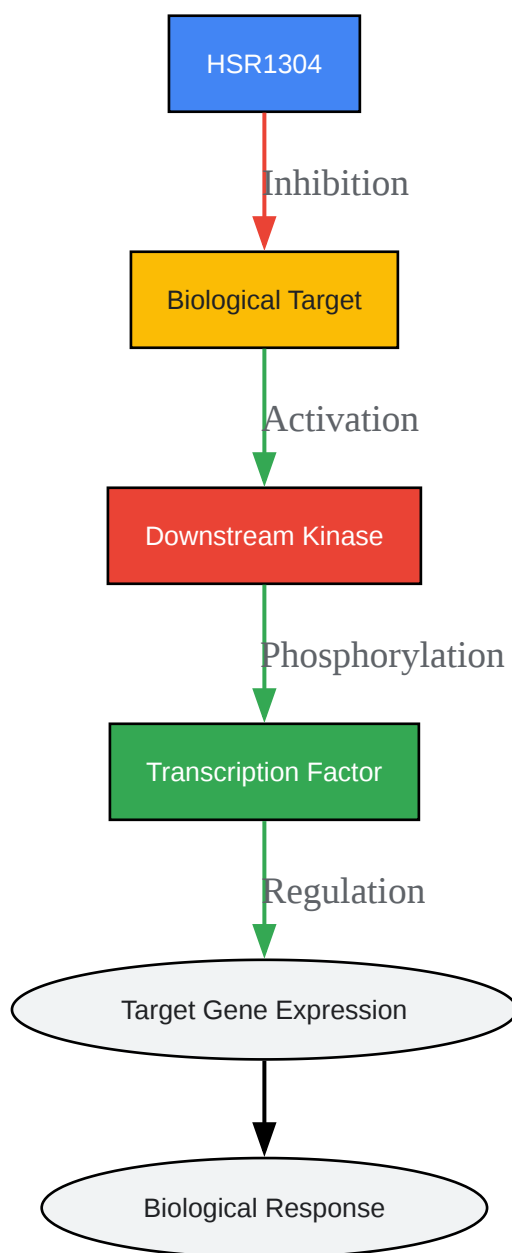 HSR1304
Inhibition
Biological Target
Activation
Downstream Kinase
Phosphorylation
Transcription Factor
Regulation
Target Gene Expression
Biological Response